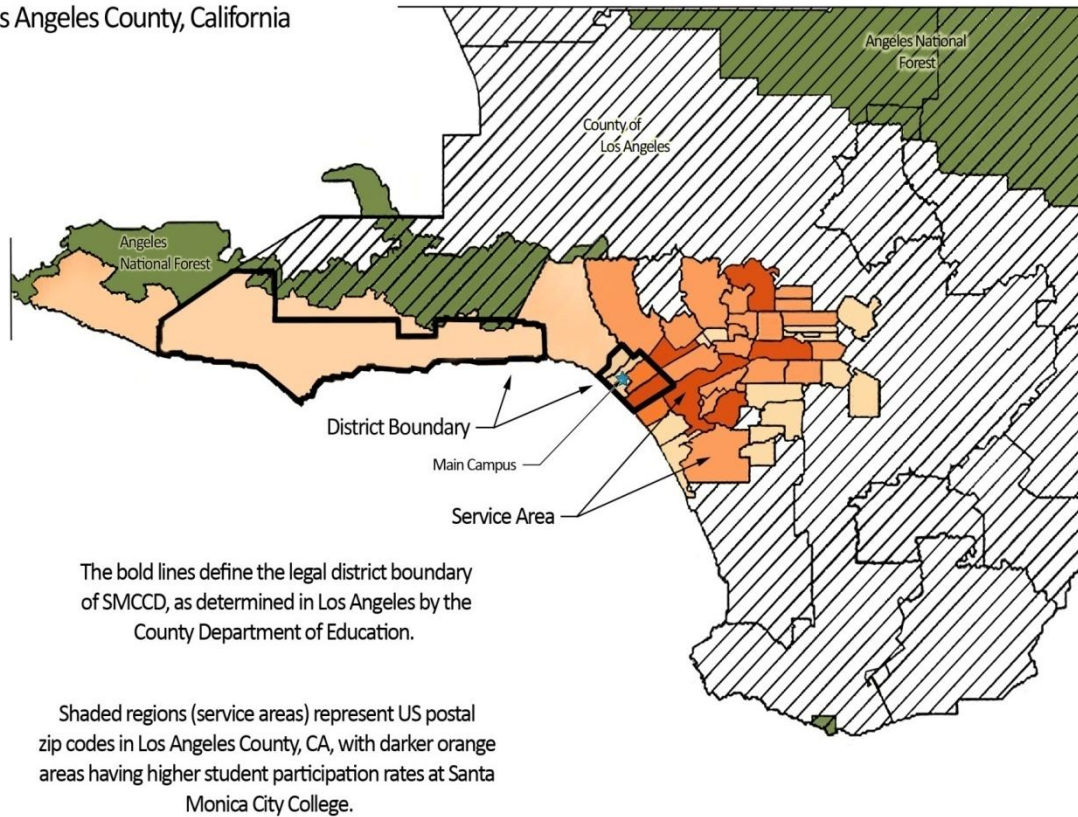 s Angeles County, California
Angeles National
Forest
County of
Los Angeles
Angeles
National Forest
District Boundary
Main Campus
Service Area
The bold lines define the legal district boundary
of SMCCD, as determined in Los Angeles by the
County Department of Education.
Shaded regions (service areas) represent US postal
zip codes in Los Angeles County, CA, with darker orange
areas having higher student participation rates at Santa
Monica City College.